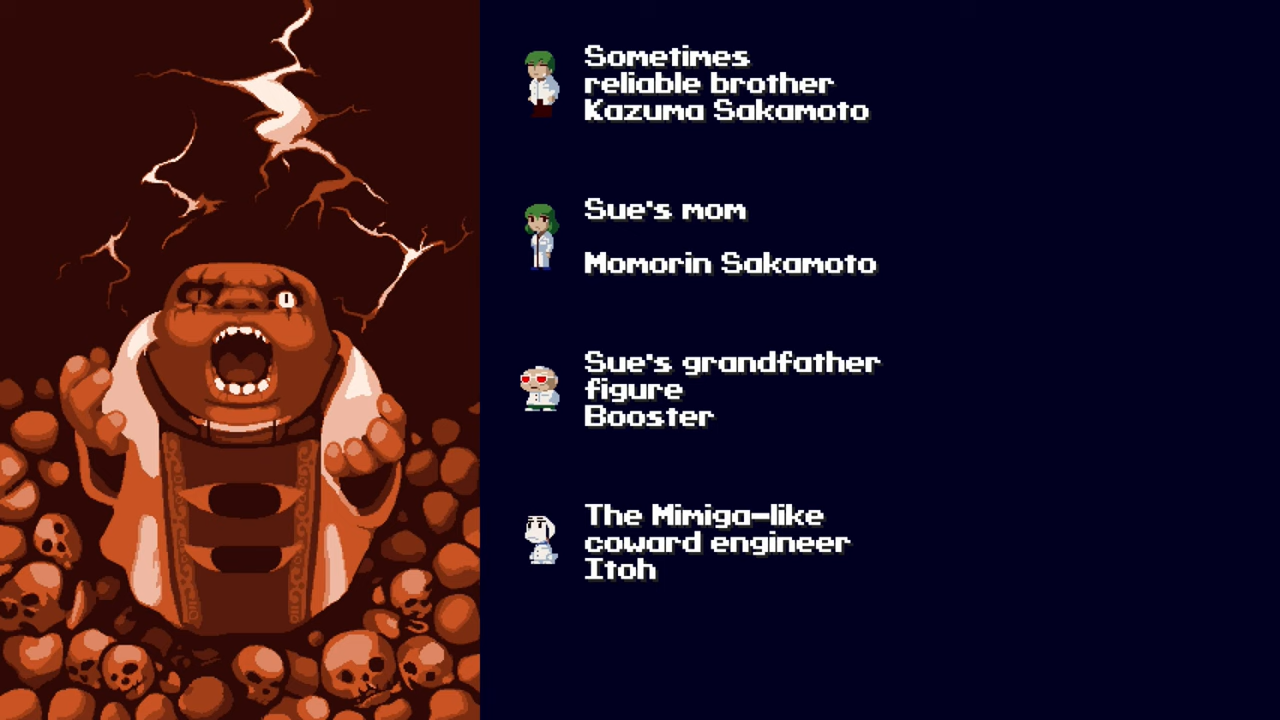 Sometimes
reliable brother
Kazuma Sakamoto
Sue's mom
Momorin Sakamoto
Sue's grandfather
figure
Booster
The Mimiga-like
coward engineer
Itoh